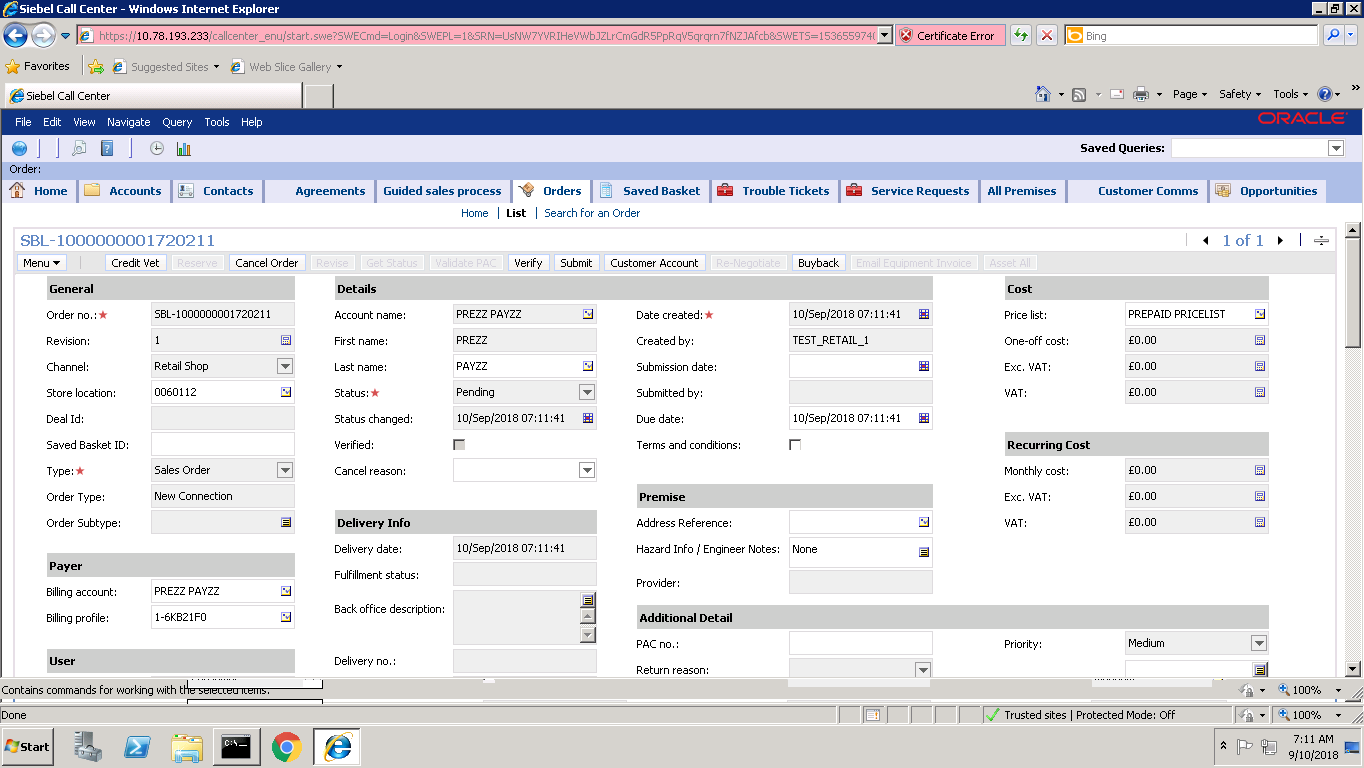 Siebel Call Center - Windows Internet Explorer
https://10.78.193.233/callcenter_enu/start.swe?SWECmd=Login&SWEPL=1&SRN= Certificate Error Bing
Favorites Suggested Sites Web Slice Gallery
Siebel Call Center Page Safety Tools
File Edit View Navigate Query Tools Help ORACLE
Saved Queries:
Order:
Home Accounts Contacts Agreements Guided sales process Orders Saved Basket Trouble Tickets Service Requests All Premises Customer Comms Opportunities
Home List Search for an Order
SBL-1000000001720211 1 of 1
Menu Credit Vet Reserve Cancel Order Revise Get Status Validate PAC Verify Submit Customer Account Re-Negotiate Buyback Email Equipment Invoice Asset All
General Details Cost
Order no.:★ SBL-1000000001720211 Account name: PREZZ PAYZZ Date created:★ 10/Sep/2018 07:11:41 Price list: PREPAID PRICELIST
Revision: 1 First name: PREZZ Created by: TEST_RETAIL_1 One-off cost: £0.00
Channel: Retail Shop Last name: PAYZZ Submission date: Exc. VAT: £0.00
Store location: 0060112 Status:★ Pending Submitted by: VAT: £0.00
Deal Id: Status changed: 10/Sep/2018 07:11:41 Due date: 10/Sep/2018 07:11:41
Saved Basket ID: Verified: Terms and conditions: Recurring Cost
Type:★ Sales Order Cancel reason: Monthly cost: £0.00
Order Type: New Connection Premise Exc. VAT: £0.00
Order Subtype: Delivery Info Address Reference: VAT: £0.00
Delivery date: 10/Sep/2018 07:11:41 Hazard Info / Engineer Notes: None
Payer Fulfillment status: Provider:
Billing account: PREZZ PAYZZ Back office description:
Billing profile: 1-6KB21F0 Additional Detail
PAC no.: Priority: Medium
User Delivery no.: Return reason:
Contains commands for working with the selected items. 100%
Done Trusted sites | Protected Mode: Off 100%
Start 7:11 AM
9/10/2018